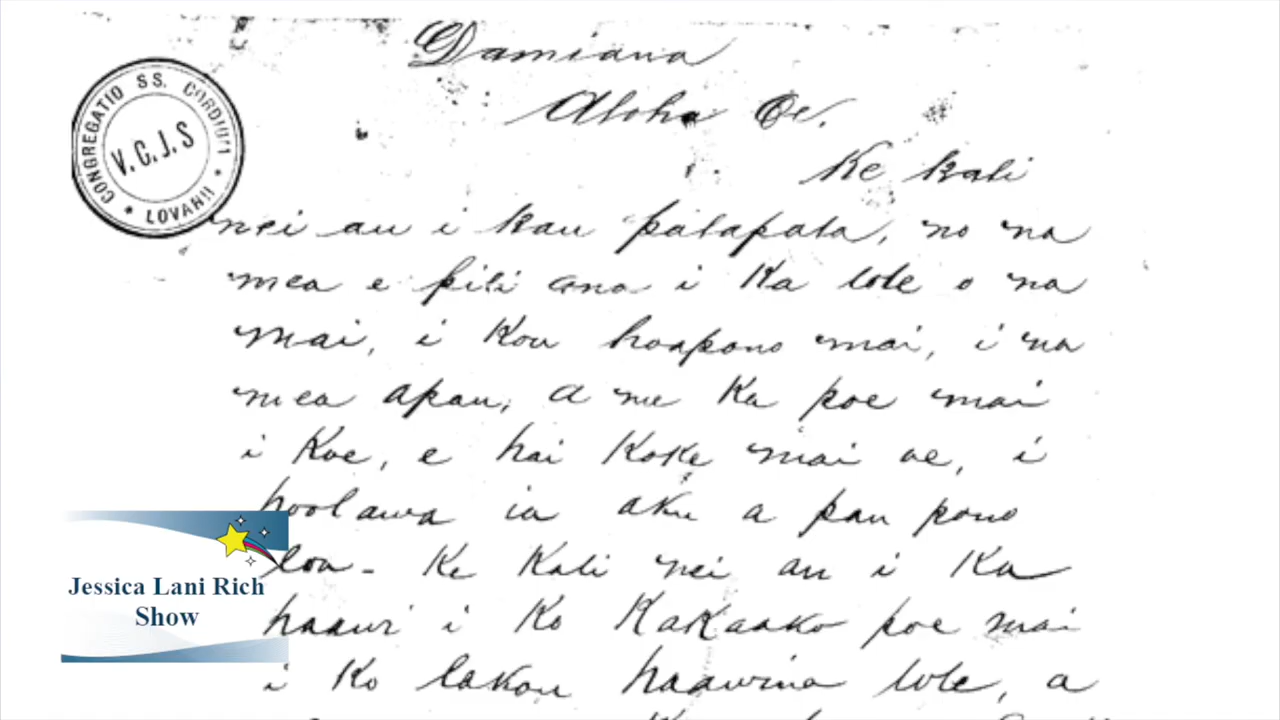 Damiana
Aloha Oe.
CONGREGATIO SS. CORDIUM
V.C.J.S
LOVANII
Ke kali
nei au i kau palapala, no na
mea e pili ana i Ka lole o na
mai, i Kou hoapono mai, i na
mea apau, a me Ka poe mai
i Koe, e hai Koke mai oe, i
hoolawa ia aku a pau pono
loa - Ke Kali nei au i Ka
haawi i Ko Kakaako poe mai
i Ko lakou haawina lole, a
Jessica Lani Rich
Show